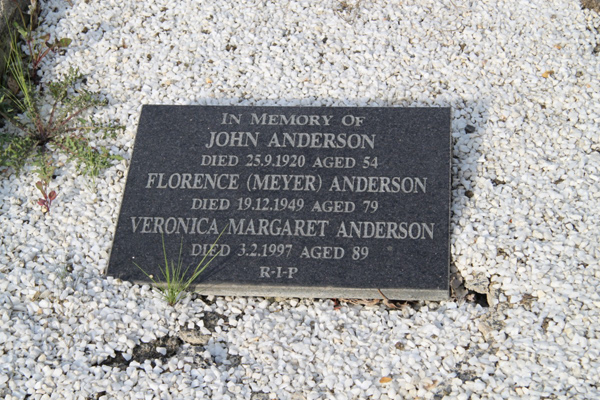 IN MEMORY OF
JOHN ANDERSON
DIED 25.9.1920 AGED 54
FLORENCE (MEYER) ANDERSON
DIED 19.12.1949 AGED 79
VERONICA MARGARET ANDERSON
DIED 3.2.1997 AGED 89
R-I-P